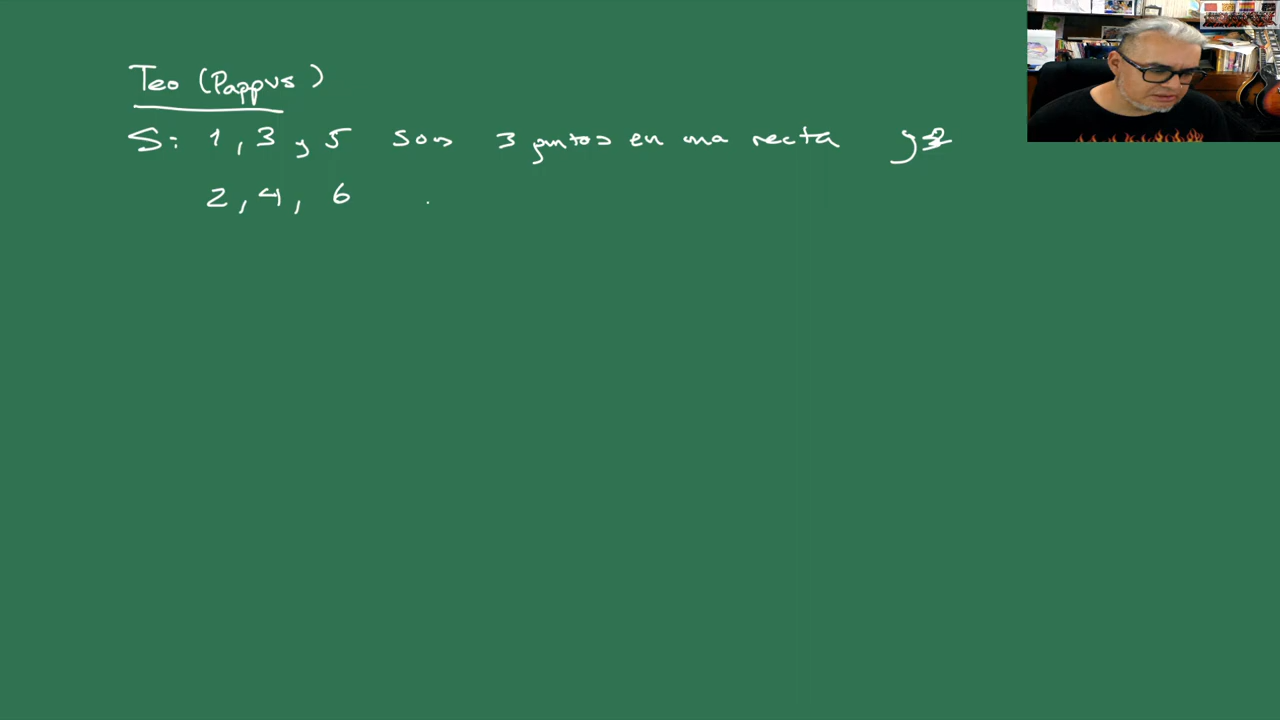 Teo (Pappus)
Si 1, 3 y 5 son 3 puntos en una recta y
2, 4, 6